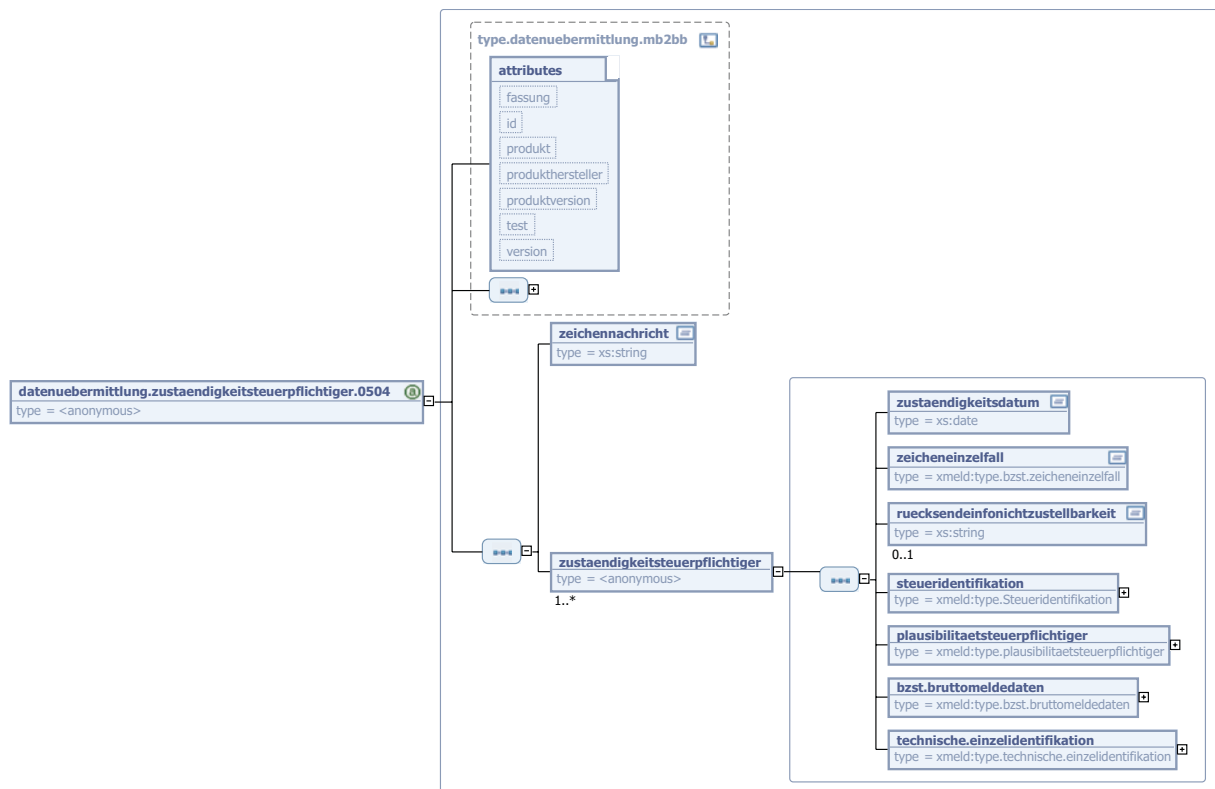 type.datenuebermittlung.mb2bb
attributes
fassung
id
produkt
produkthersteller
produktversion
test
version
zeichennachricht
type = xs:string
datenuebermittlung.zustaendigkeitsteuerpflichtiger.0504 a
type = <anonymous>
zustaendigkeitsdatum
type = xs:date
zeicheneinzelfall
type = xmeld:type.bzst.zeicheneinzelfall
ruecksendeinfonichtzustellbarkeit
type = xs:string
0..1
zustaendigkeitsteuerpflichtiger
type = <anonymous>
1..*
steueridentifikation
type = xmeld:type.Steueridentifikation
plausibilitaetsteuerpflichtiger
type = xmeld:type.plausibilitaetsteuerpflichtiger
bzst.bruttomeldedaten
type = xmeld:type.bzst.bruttomeldedaten
technische.einzelidentifikation
type = xmeld:type.technische.einzelidentifikation